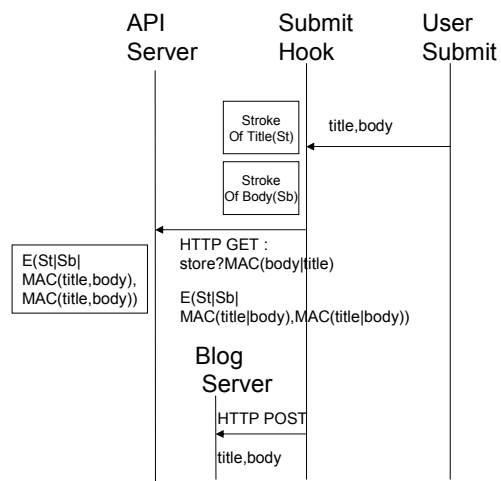 API
Server
Submit
Hook
User
Submit
Stroke
Of Title(St)
title,body
Stroke
Of Body(Sb)
HTTP GET :
store?MAC(body|title)
E(St|Sb|
MAC(title,body),
MAC(title,body))
E(St|Sb|
MAC(title|body),MAC(title|body))
Blog
Server
HTTP POST
title,body